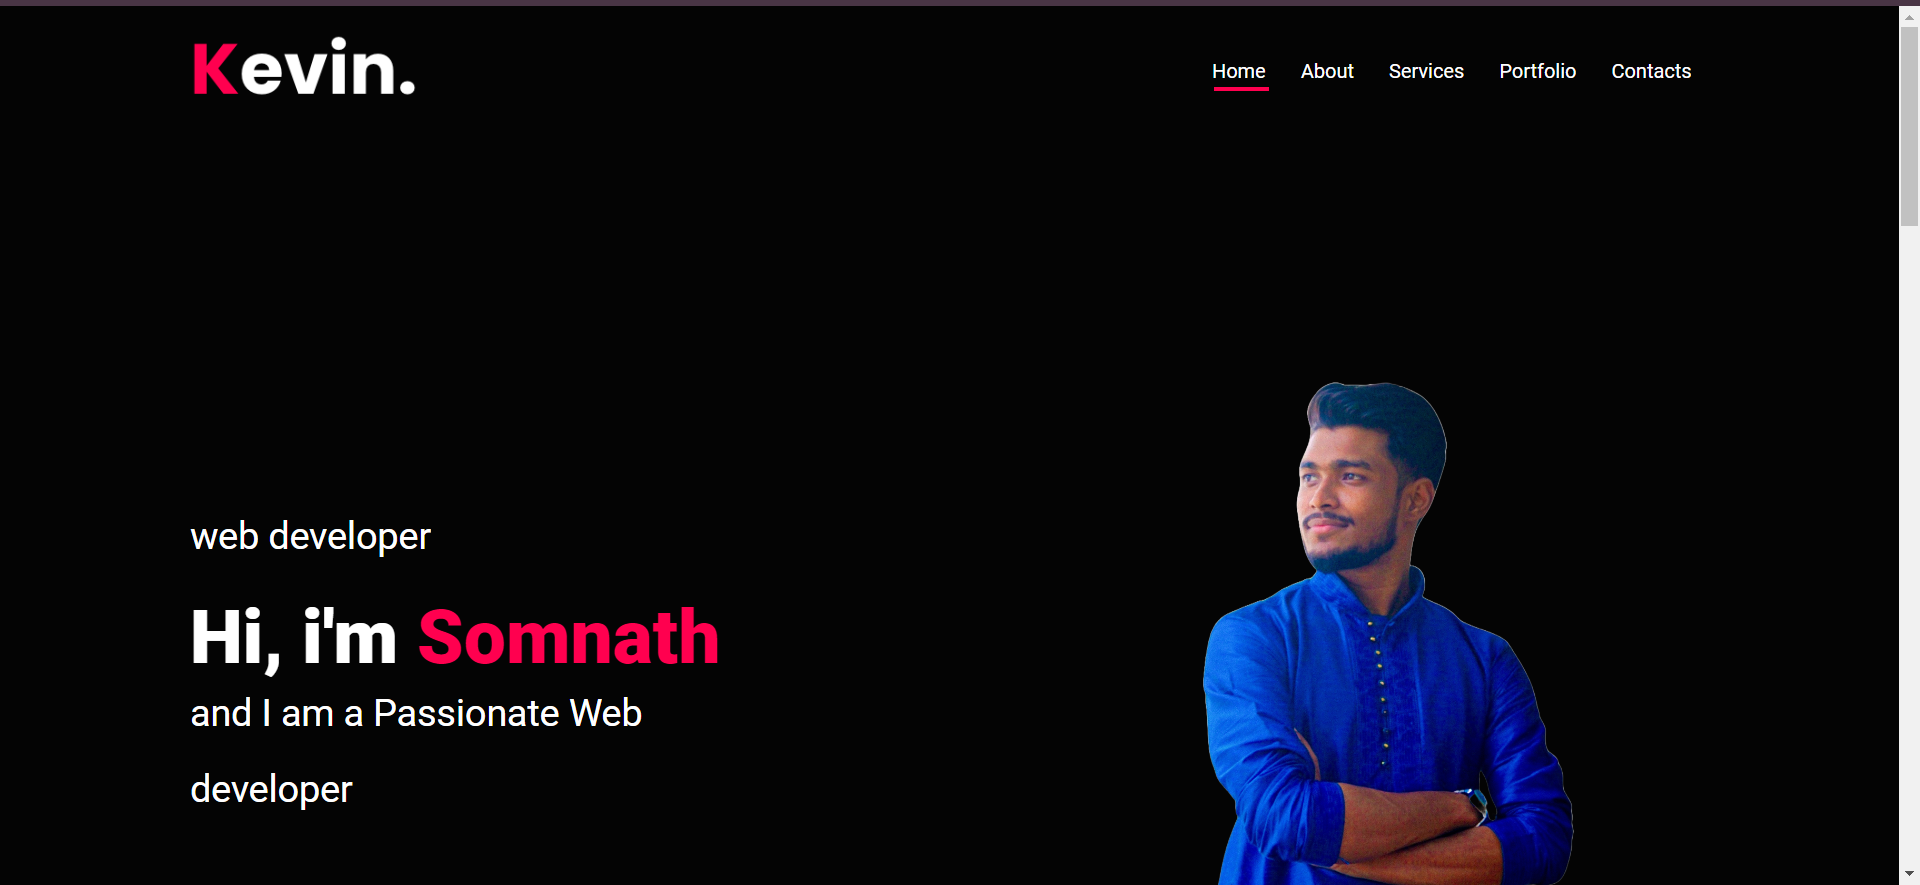 Kevin.
Home About Services Portfolio Contacts
web developer
Hi, i'm Somnath
and I am a Passionate Web
developer